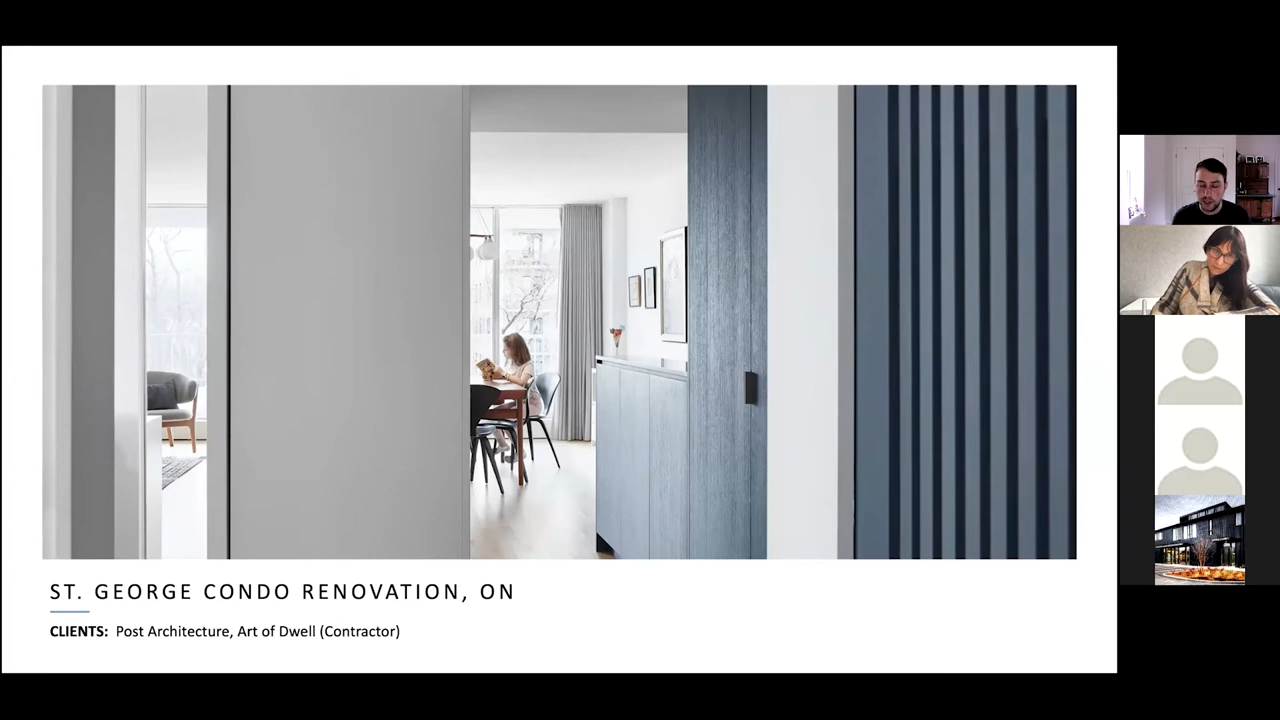 ST. GEORGE CONDO RENOVATION, ON
CLIENTS: Post Architecture, Art of Dwell (Contractor)